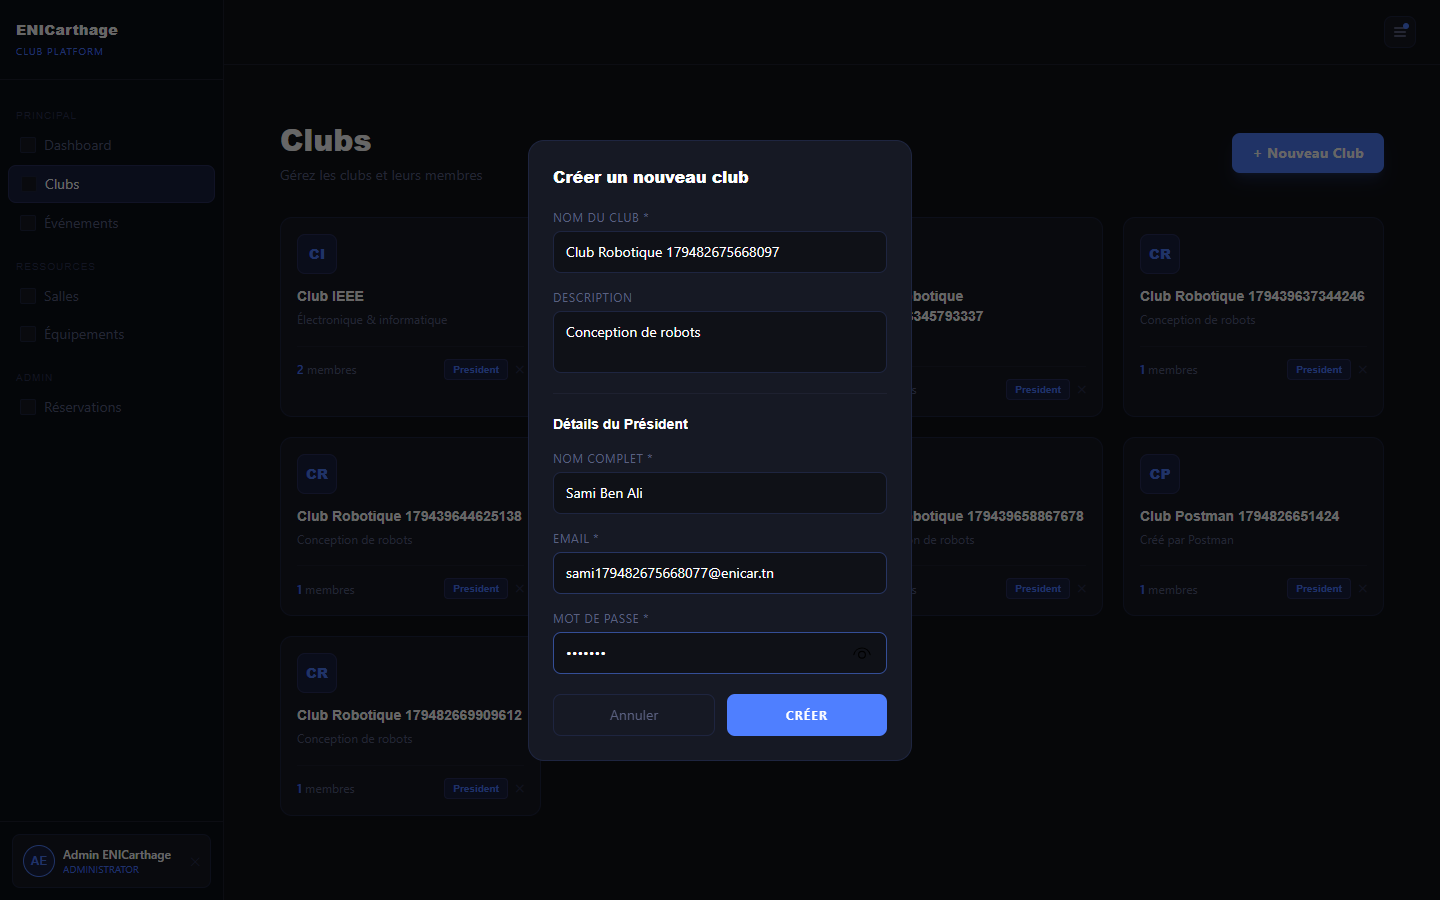 ENICarthage
CLUB PLATFORM
PRINCIPAL
Dashboard
Clubs
Événements
RESSOURCES
Salles
Équipements
ADMIN
Réservations
AE
Admin ENICarthage
ADMINISTRATOR
Clubs
Gérez les clubs et leurs membres
+ Nouveau Club
CI
Club IEEE
Électronique & informatique
2 membres
President
botique
345793337
President
CR
Club Robotique 179439637344246
Conception de robots
1 membres
President
CR
Club Robotique 179439644625138
Conception de robots
1 membres
President
botique 179439658867678
n de robots
President
CP
Club Postman 1794826651424
Créé par Postman
1 membres
President
CR
Club Robotique 179482669909612
Conception de robots
1 membres
President
Créer un nouveau club
NOM DU CLUB *
Club Robotique 179482675668097
DESCRIPTION
Conception de robots
Détails du Président
NOM COMPLET *
Sami Ben Ali
EMAIL *
sami179482675668077@enicar.tn
MOT DE PASSE *
•••••••
Annuler
CRÉER